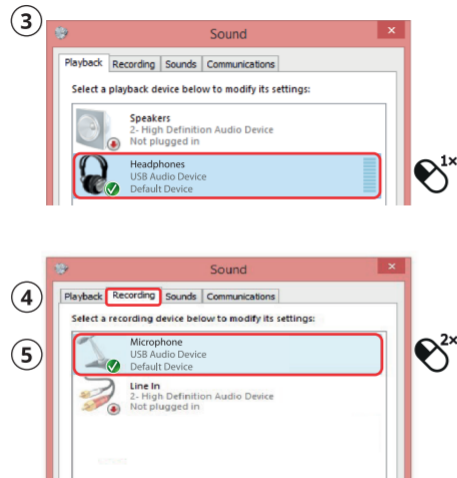 3
Sound
×
Playback Recording Sounds Communications
Select a playback device below to modify its settings:
Speakers
2- High Definition Audio Device
Not plugged in
Headphones
USB Audio Device
Default Device
1×
Sound
×
4
Playback Recording Sounds Communications
Select a recording device below to modify its settings:
5
Microphone
USB Audio Device
Default Device
2×
Line In
2- High Definition Audio Device
Not plugged in